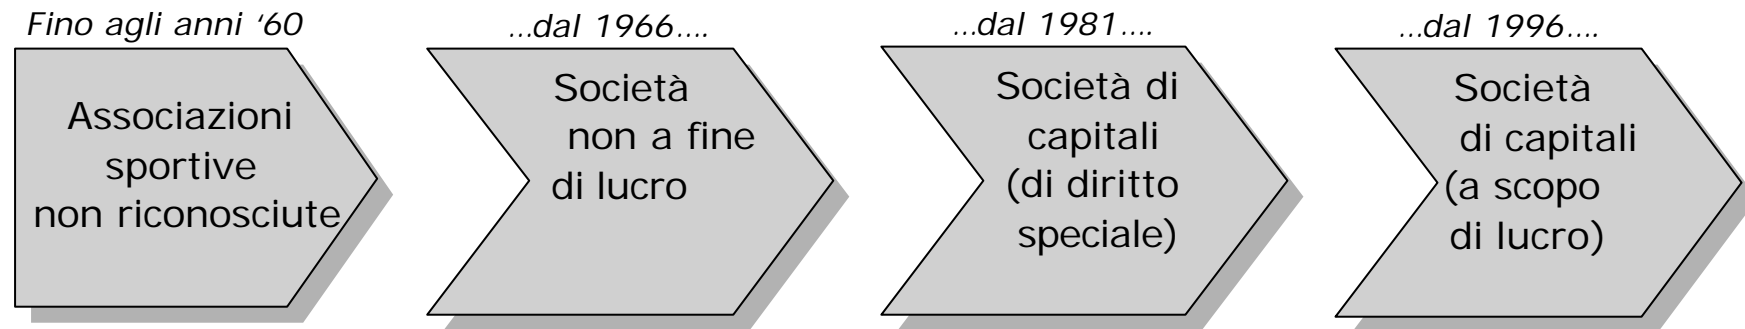 Fino agli anni ‘60
Associazioni
sportive
non riconosciute
...dal 1966....
Società
non a fine
di lucro
...dal 1981....
Società di
capitali
(di diritto
speciale)
...dal 1996....
Società
di capitali
(a scopo
di lucro)